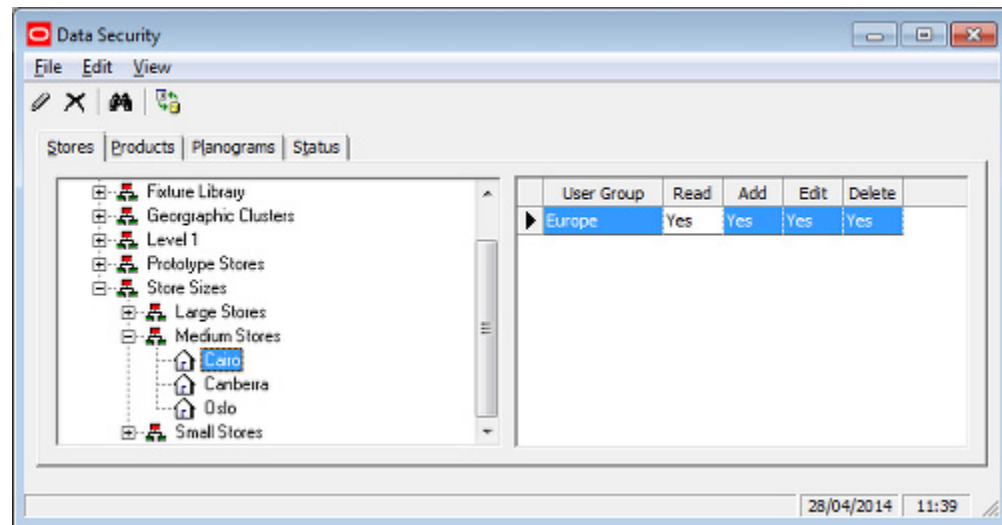 Data Security
File Edit View
Stores Products Planograms Status
Fixture Library
Georgraphic Clusters
Level 1
Prototype Stores
Store Sizes
Large Stores
Medium Stores
Cairo
Canberra
Oslo
Small Stores
User Group Read Add Edit Delete
Europe Yes Yes Yes Yes
28/04/2014 11:39